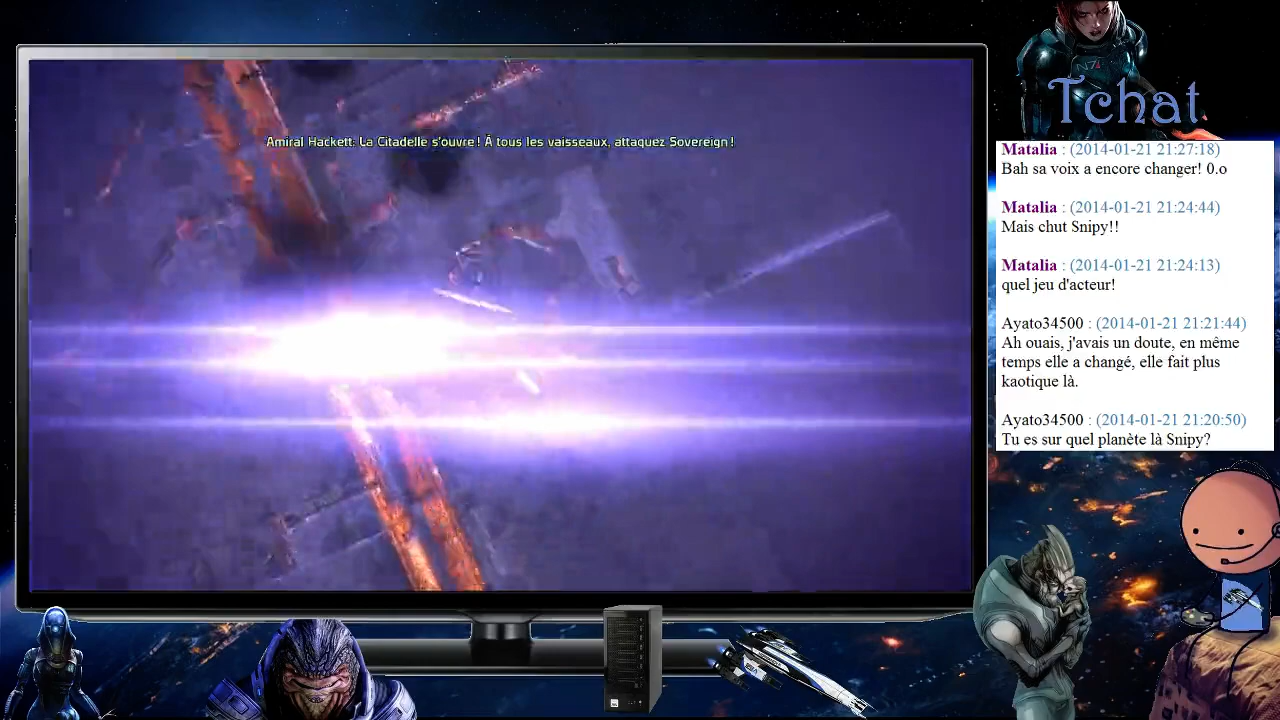 Amiral Hackett: La Citadelle s'ouvre ! À tous les vaisseaux, attaquez Sovereign !
N7
Tchat
Matalia : (2014-01-21 21:27:18)
Bah sa voix a encore changer! 0.o
Matalia : (2014-01-21 21:24:44)
Mais chut Snipy!!
Matalia : (2014-01-21 21:24:13)
quel jeu d'acteur!
Ayato34500 : (2014-01-21 21:21:44)
Ah ouais, j'avais un doute, en même
temps elle a changé, elle fait plus
kaotique là.
Ayato34500 : (2014-01-21 21:20:50)
Tu es sur quel planète là Snipy?